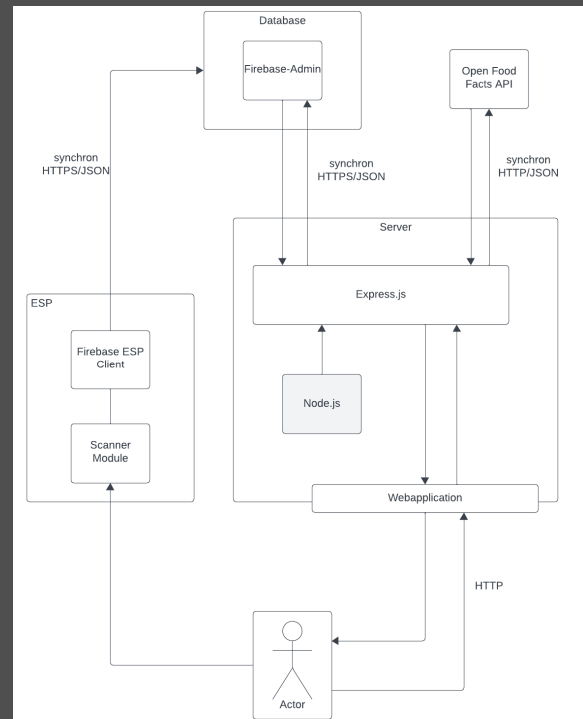 Database
Firebase-Admin
Open Food
Facts API
synchron
HTTPS/JSON
synchron
HTTPS/JSON
synchron
HTTP/JSON
Server
Express.js
ESP
Firebase ESP
Client
Node.js
Scanner
Module
Webapplication
HTTP
Actor